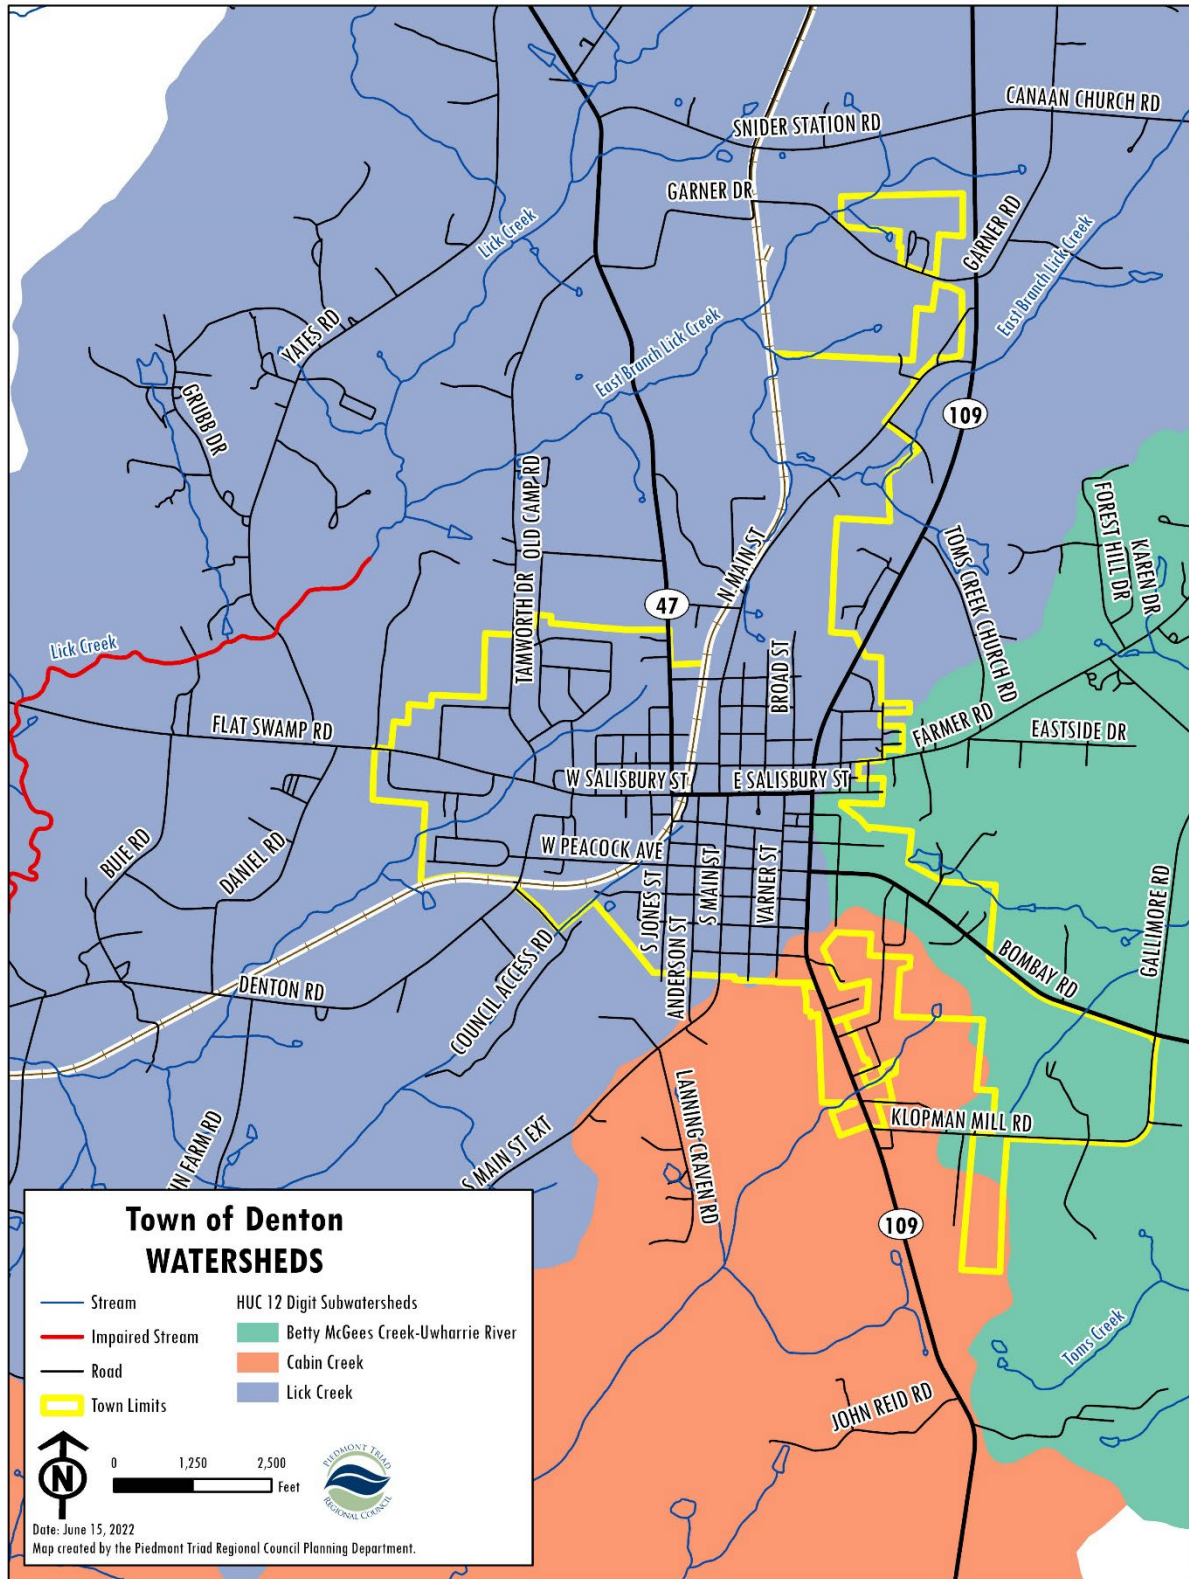 CANAAN CHURCH RD
SNIDER STATION RD
GARNER DR
GARNER RD
Lick Creek
East Branch Lick Creek
YATES RD
East Branch Lick Creek
GRUBB DR
109
OLD CAMP RD
TAMWORTH DR
N MAIN ST
47
FOREST HILL DR
KAREN DR
TOMS CREEK CHURCH RD
Lick Creek
BROAD ST
FLAT SWAMP RD
FARMER RD
EASTSIDE DR
W SALISBURY ST
E SALISBURY ST
BUIE RD
DANIEL RD
W PEACOCK AVE
S JONES ST
ANDERSON ST
S MAIN ST
VARNER ST
GALLIMORE RD
BOMBAY RD
DENTON RD
COUNCIL ACCESS RD
LANNING CRAVEN RD
KLOPMAN MILL RD
IN FARM RD
S MAIN ST EXT
109
Toms Creek
JOHN REID RD
Town of Denton
WATERSHEDS
Stream
Impaired Stream
Road
Town Limits
HUC 12 Digit Subwatersheds
Betty McGees Creek-Uwharrie River
Cabin Creek
Lick Creek
N
0 1,250 2,500
Feet
PIEDMONT TRIAD
REGIONAL COUNCIL
Date: June 15, 2022
Map created by the Piedmont Triad Regional Council Planning Department.